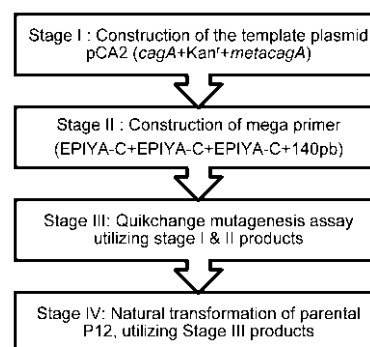 Stage I : Construction of the template plasmid
pCA2 (cagA+Kanʳ+metacagA)
Stage II : Construction of mega primer
(EPIYA-C+EPIYA-C+EPIYA-C+140pb)
Stage III: Quikchange mutagenesis assay
utilizing stage I & II products
Stage IV: Natural transformation of parental
P12, utilizing Stage III products